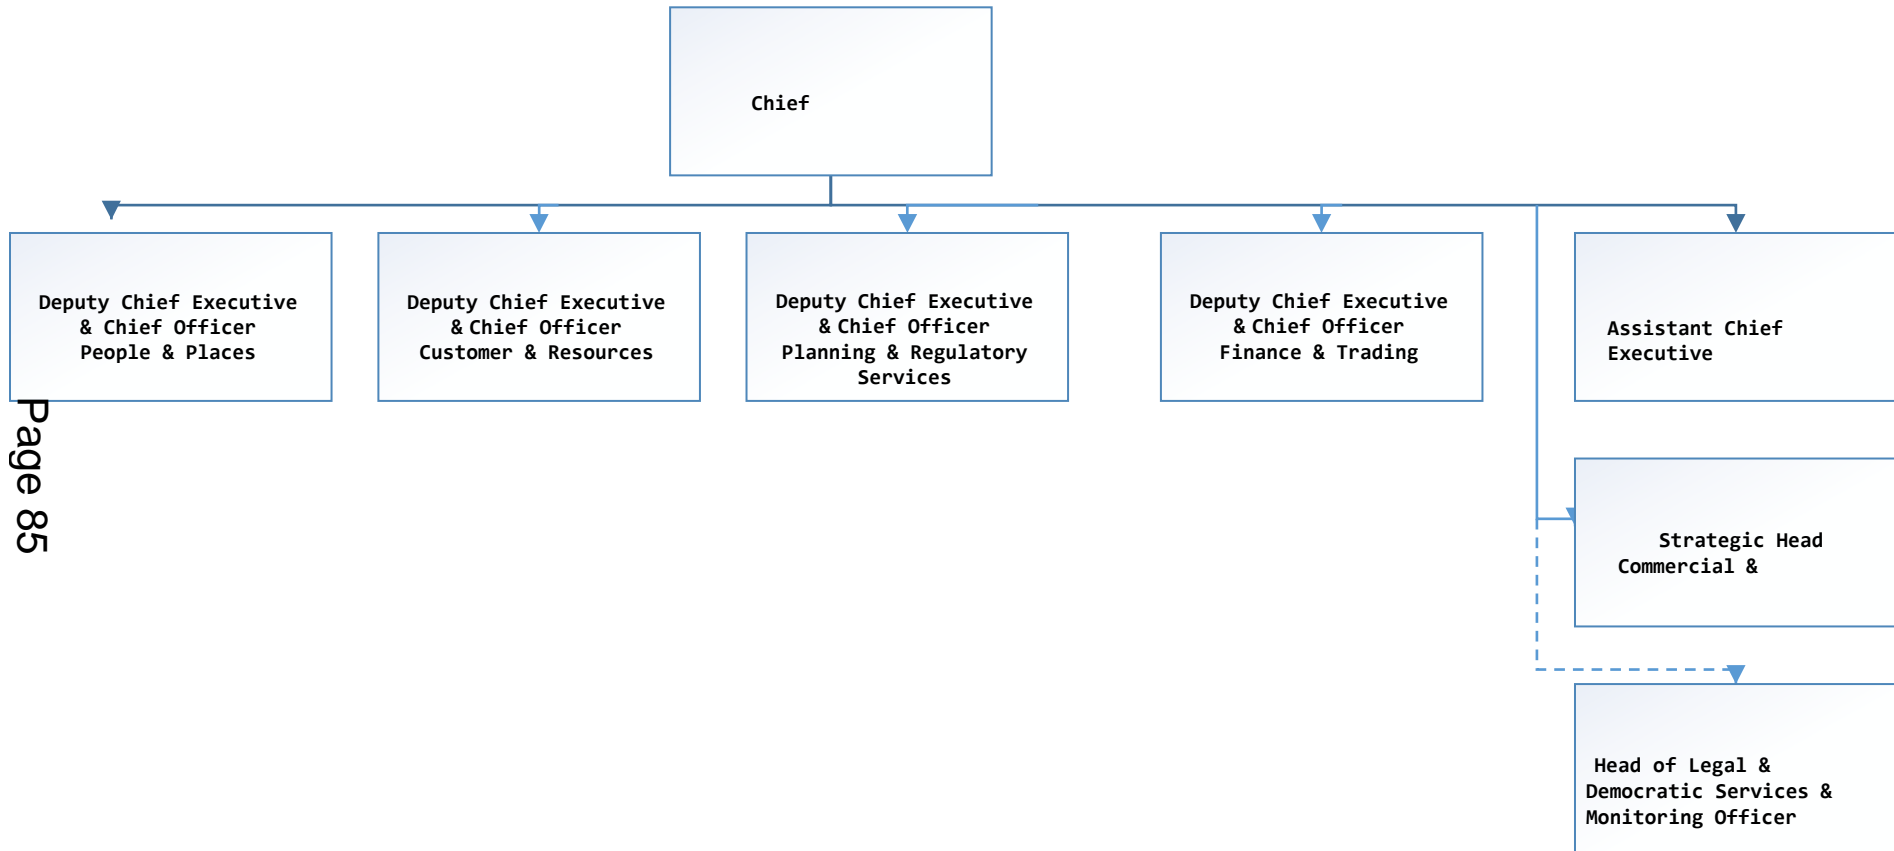 Chief
Deputy Chief Executive
& Chief Officer
People & Places
Deputy Chief Executive
& Chief Officer
Customer & Resources
Deputy Chief Executive
& Chief Officer
Planning & Regulatory
Services
Deputy Chief Executive
& Chief Officer
Finance & Trading
Assistant Chief
Executive
Strategic Head
Commercial &
Head of Legal &
Democratic Services &
Monitoring Officer
Page 85